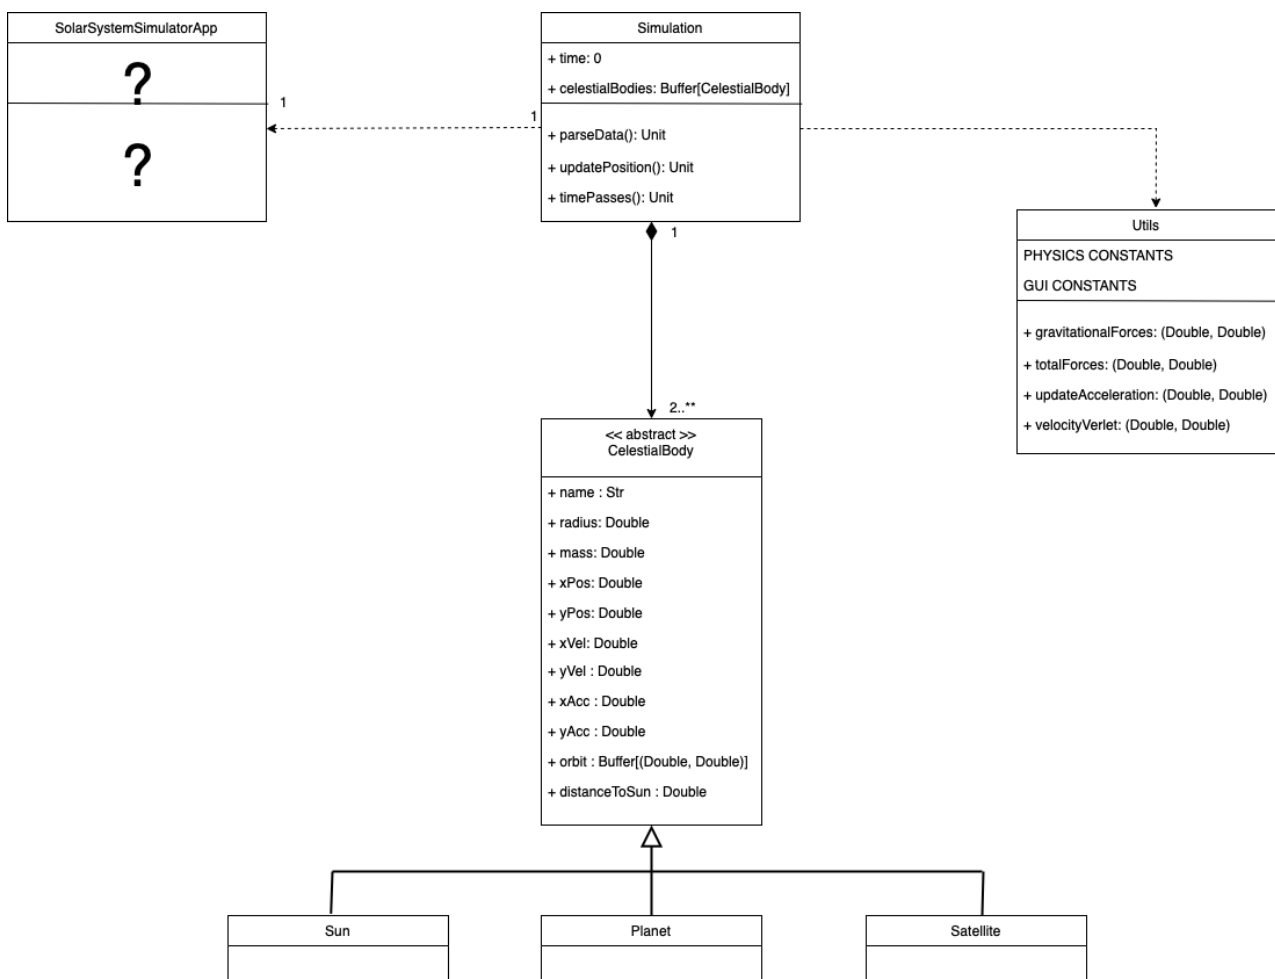 SolarSystemSimulatorApp
?
?
1
1
Simulation
+ time: 0
+ celestialBodies: Buffer[CelestialBody]
+ parseData(): Unit
+ updatePosition(): Unit
+ timePasses(): Unit
1
Utils
PHYSICS CONSTANTS
GUI CONSTANTS
+ gravitationalForces: (Double, Double)
+ totalForces: (Double, Double)
+ updateAcceleration: (Double, Double)
+ velocityVerlet: (Double, Double)
2..**
<< abstract >>
CelestialBody
+ name : Str
+ radius: Double
+ mass: Double
+ xPos: Double
+ yPos: Double
+ xVel: Double
+ yVel : Double
+ xAcc : Double
+ yAcc : Double
+ orbit : Buffer[(Double, Double)]
+ distanceToSun : Double
Sun
Planet
Satellite